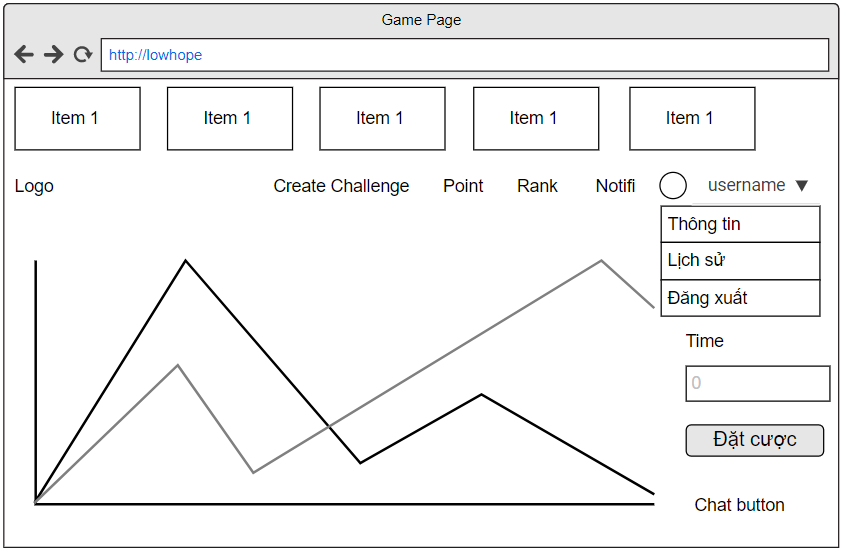 Game Page
http://lowhope
Item 1
Item 1
Item 1
Item 1
Item 1
Logo
Create Challenge
Point
Rank
Notifi
username
Thông tin
Lịch sử
Đăng xuất
Time
0
Đặt cược
Chat button